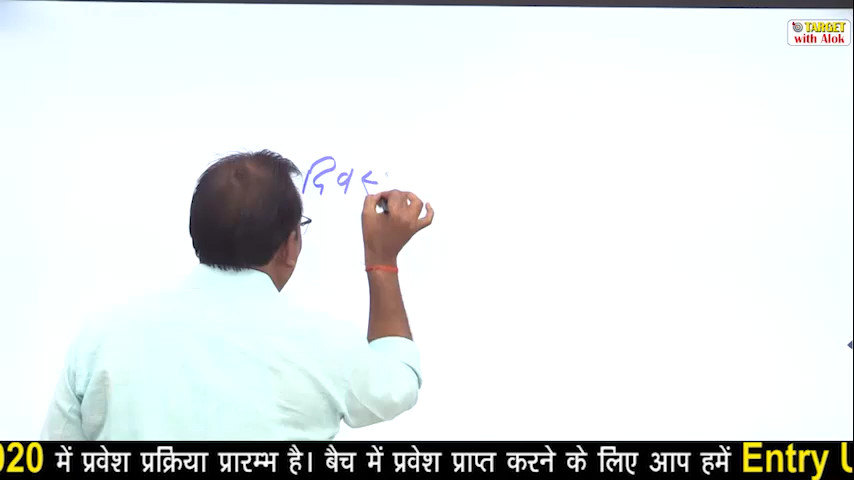 TARGET
with Alok
020 में प्रवेश प्रक्रिया प्रारम्भ है। बैच में प्रवेश प्राप्त करने के लिए आप हमें Entry U